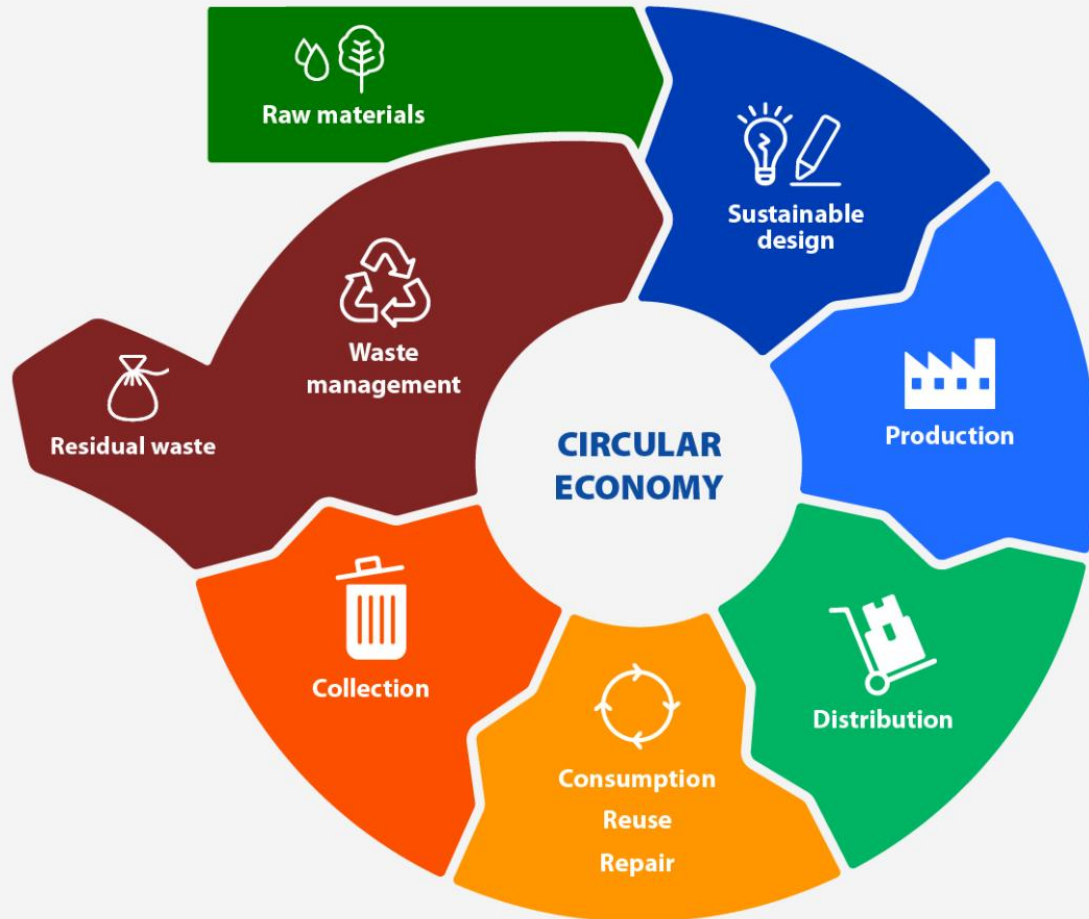 Raw materials
Sustainable
design
Production
Distribution
Consumption
Reuse
Repair
Collection
Waste
management
Residual waste
CIRCULAR
ECONOMY